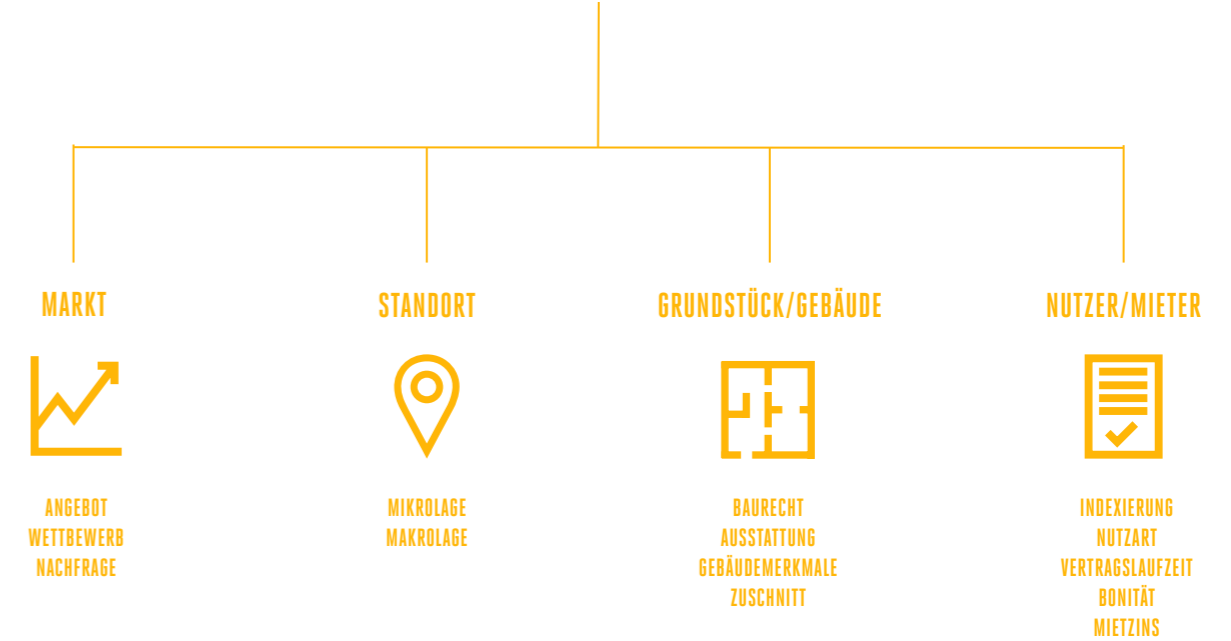 MARKT
STANDORT
GRUNDSTÜCK/GEBÄUDE
NUTZER/MIETER
ANGEBOT
WETTBEWERB
NACHFRAGE
MIKROLAGE
MAKROLAGE
BAURECHT
AUSSTATTUNG
GEBÄUDEMERKMALE
ZUSCHNITT
INDEXIERUNG
NUTZART
VERTRAGSLAUFZEIT
BONITÄT
MIETZINS